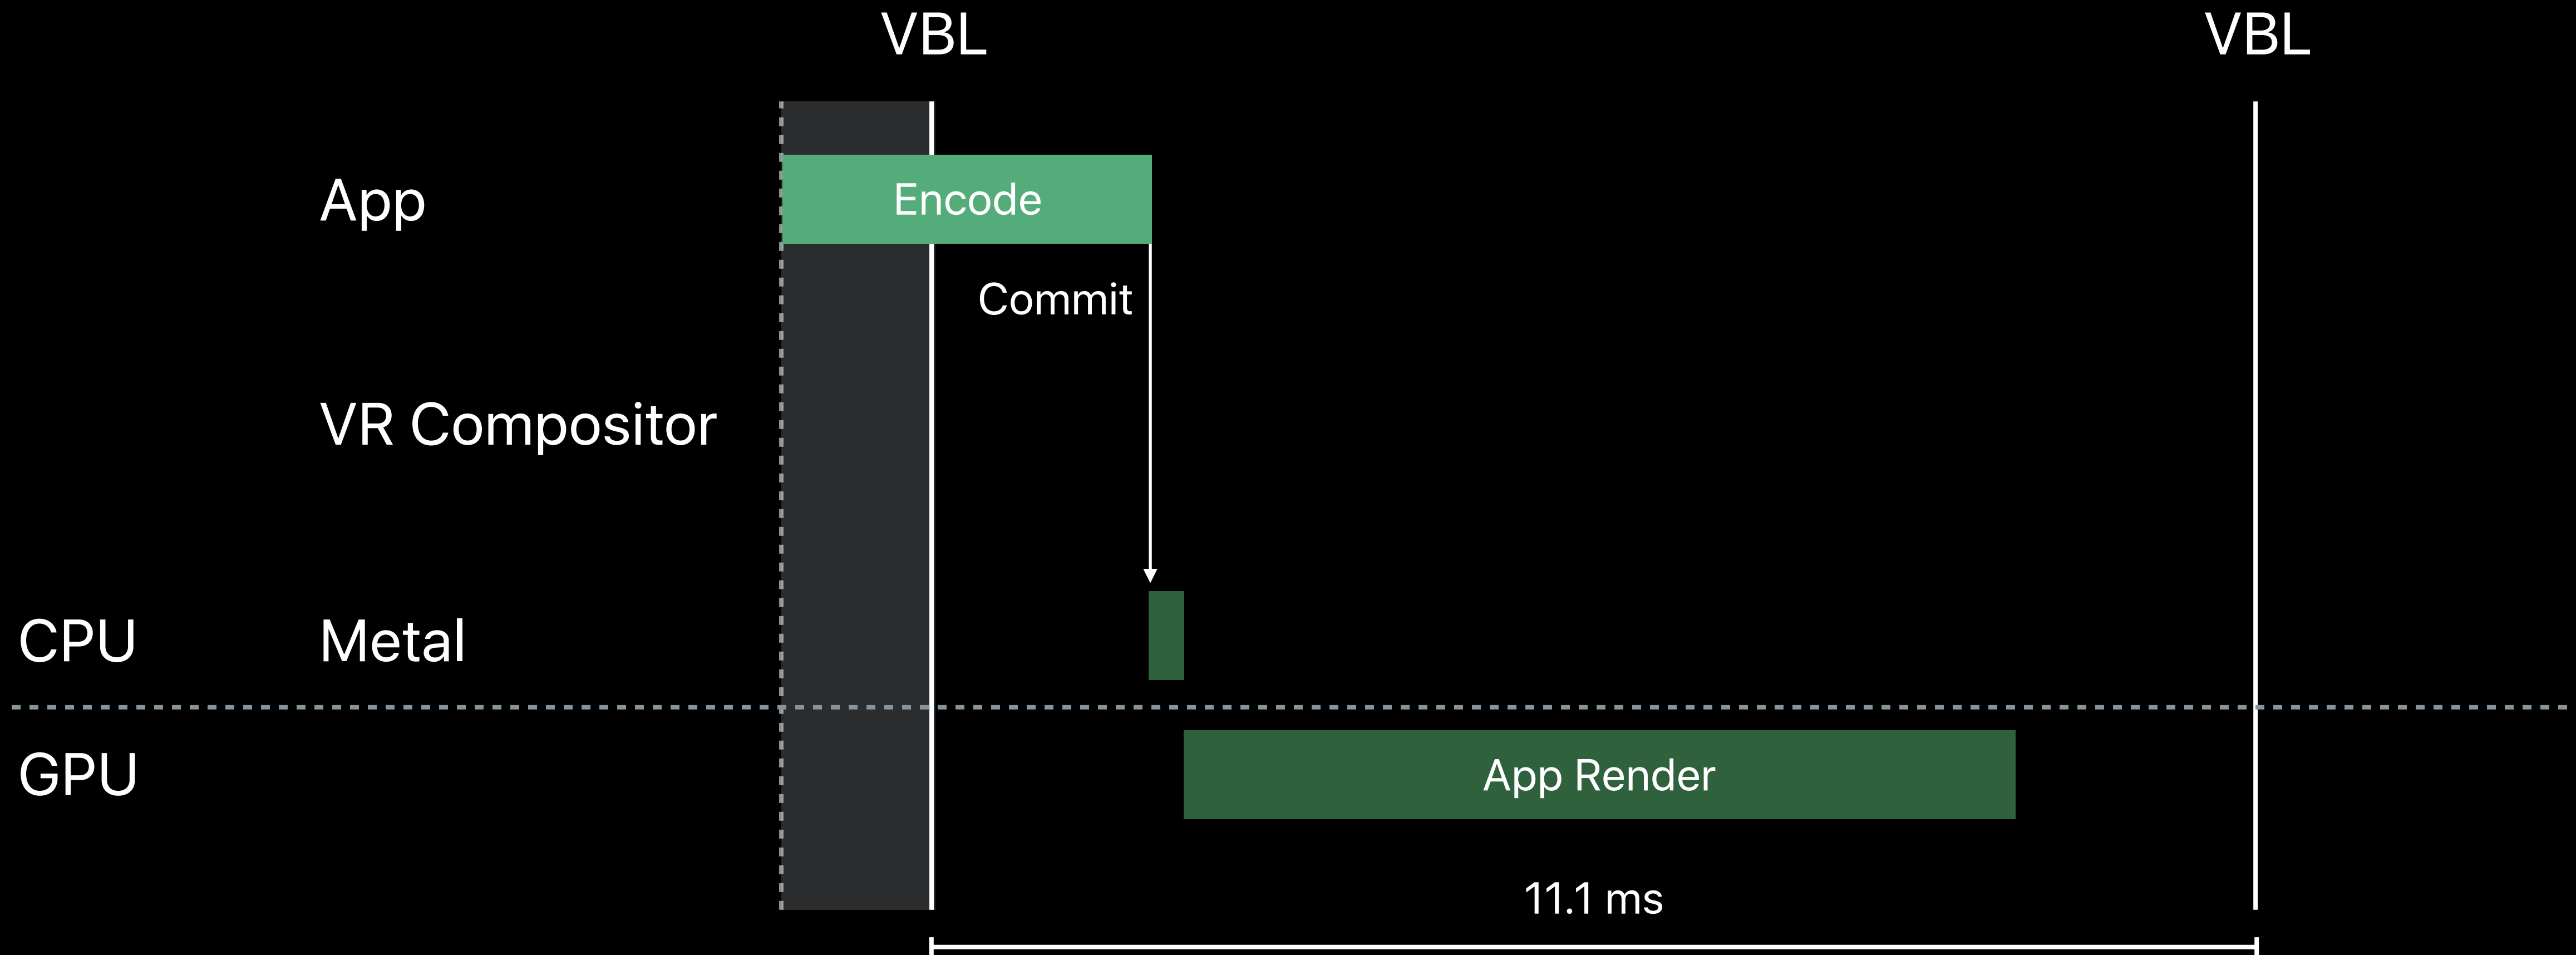 VBL VBL
App
Encode
Commit
VR Compositor
CPU Metal
GPU
App Render
11.1 ms